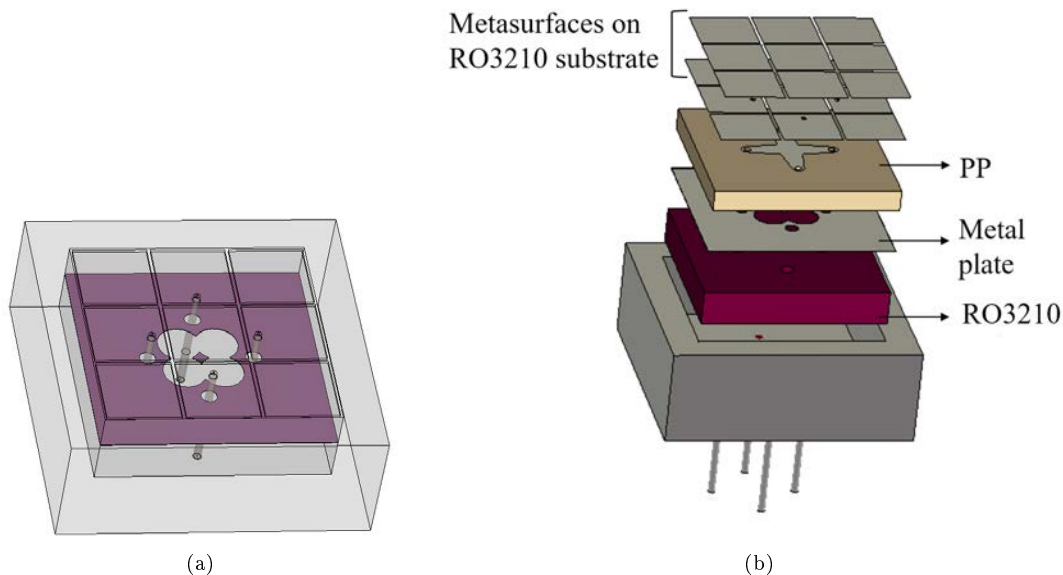 Metasurfaces on
RO3210 substrate
PP
Metal
plate
RO3210
(a)
(b)